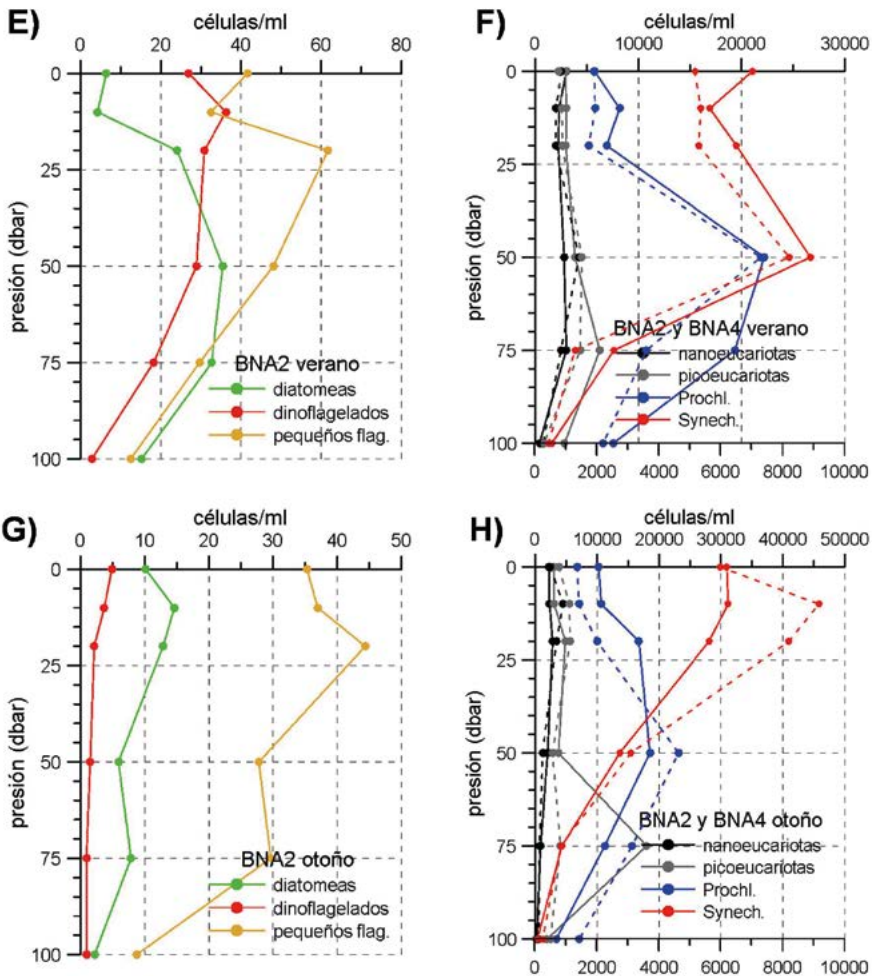 E)
células/ml
0 20 40 60 80
0
25
50
75
100
presión (dbar)
BNA2 verano
diatomeas
dinoflagelados
pequeños flag.
F)
células/ml
0 10000 20000 30000
0
25
50
75
100
presión (dbar)
BNA2 y BNA4 verano
nanoeucariotas
picoeucariotas
Prochl.
Synech.
0 2000 4000 6000 8000 10000
G)
células/ml
0 10 20 30 40 50
0
25
50
75
100
presión (dbar)
BNA2 otoño
diatomeas
dinoflagelados
pequeños flag.
H)
células/ml
0 10000 20000 30000 40000 50000
0
25
50
75
100
presión (dbar)
BNA2 y BNA4 otoño
nanoeucariotas
picoeucariotas
Prochl.
Synech.
0 2000 4000 6000 8000 10000